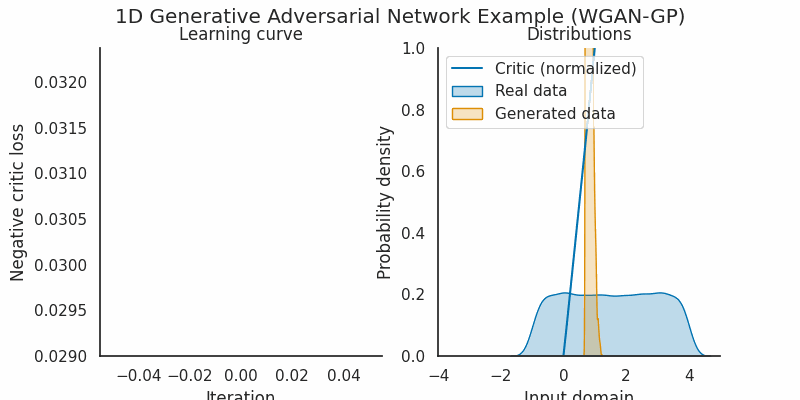 1D Generative Adversarial Network Example (WGAN-GP)
Learning curve
Negative critic loss
0.0320
0.0315
0.0310
0.0305
0.0300
0.0295
0.0290
−0.04 −0.02 0.00 0.02 0.04
Iteration
Distributions
Probability density
1.0
0.8
0.6
0.4
0.2
0.0
Critic (normalized)
Real data
Generated data
−4 −2 0 2 4
Input domain